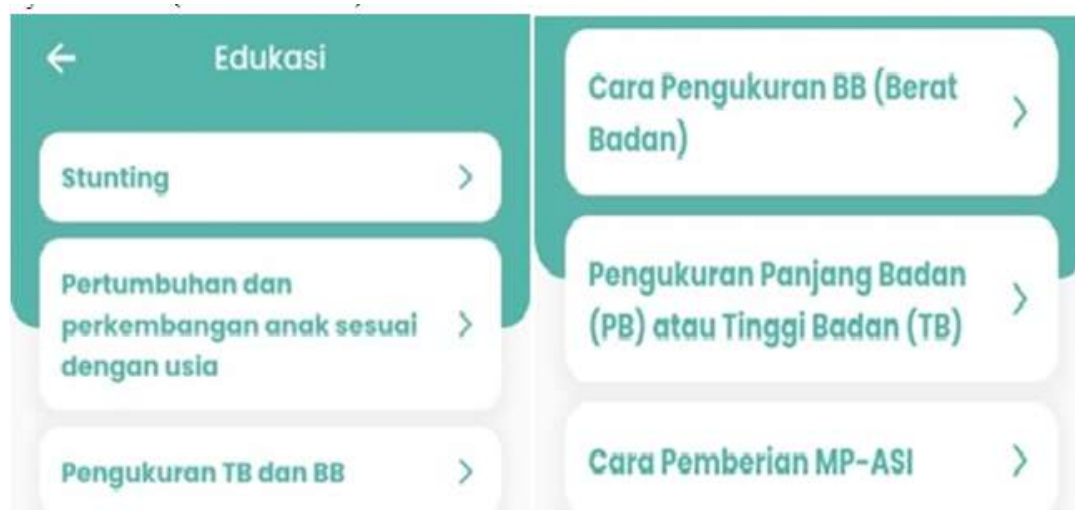 Edukasi
Stunting
Pertumbuhan dan
perkembangan anak sesuai
dengan usia
Pengukuran TB dan BB
Cara Pengukuran BB (Berat
Badan)
Pengukuran Panjang Badan
(PB) atau Tinggi Badan (TB)
Cara Pemberian MP-ASI